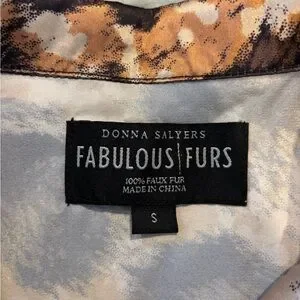 DONNA SALYERS
FABULOUS FURS
100% FAUX FUR
MADE IN CHINA
S